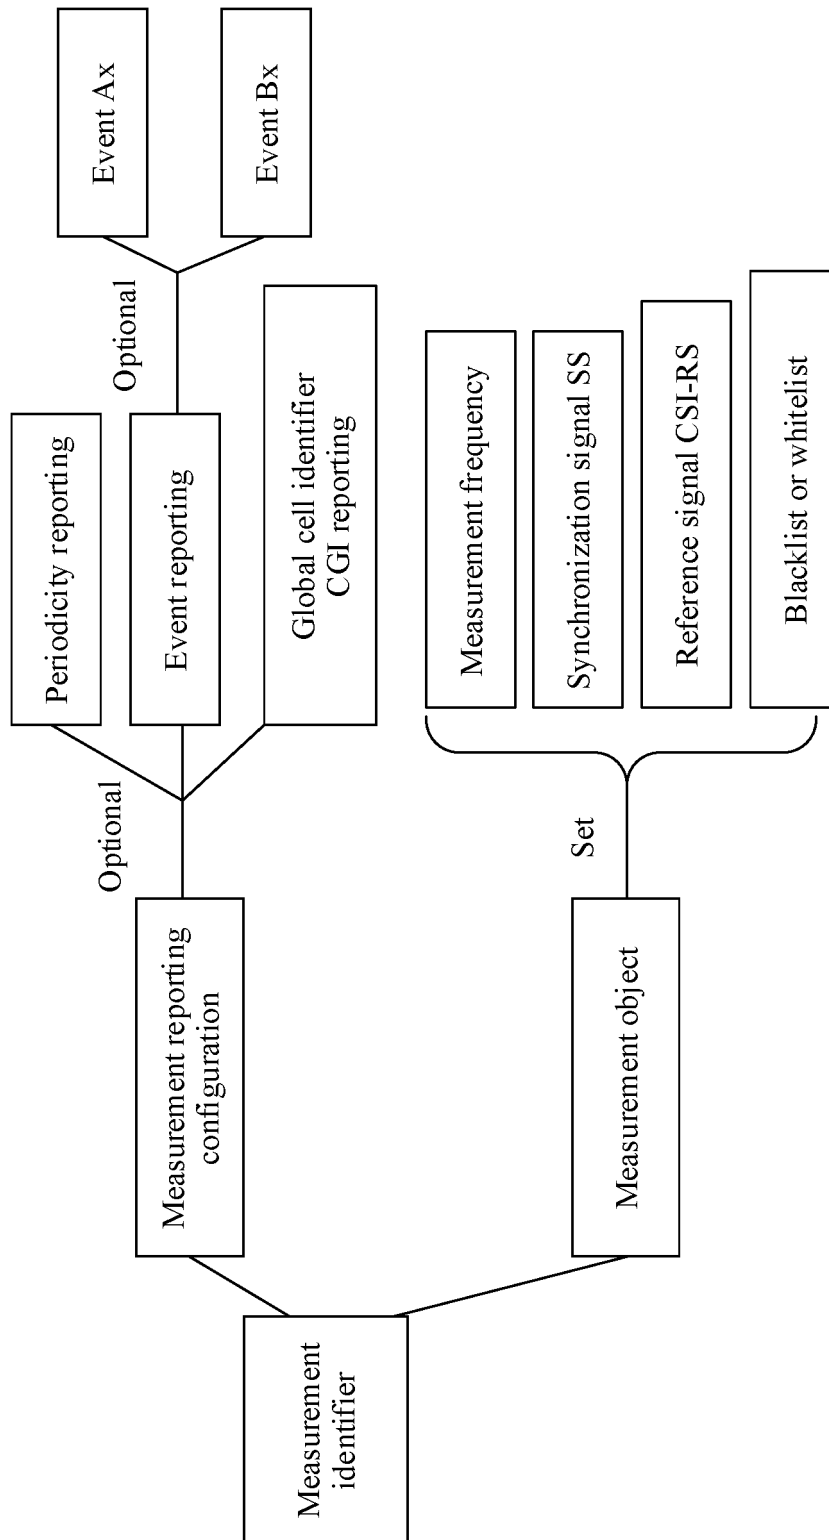 Measurement
identifier
Measurement reporting
configuration
Optional
Periodicity reporting
Event reporting
Global cell identifier
CGI reporting
Optional
Event Ax
Event Bx
Measurement object
Set
Measurement frequency
Synchronization signal SS
Reference signal CSI-RS
Blacklist or whitelist